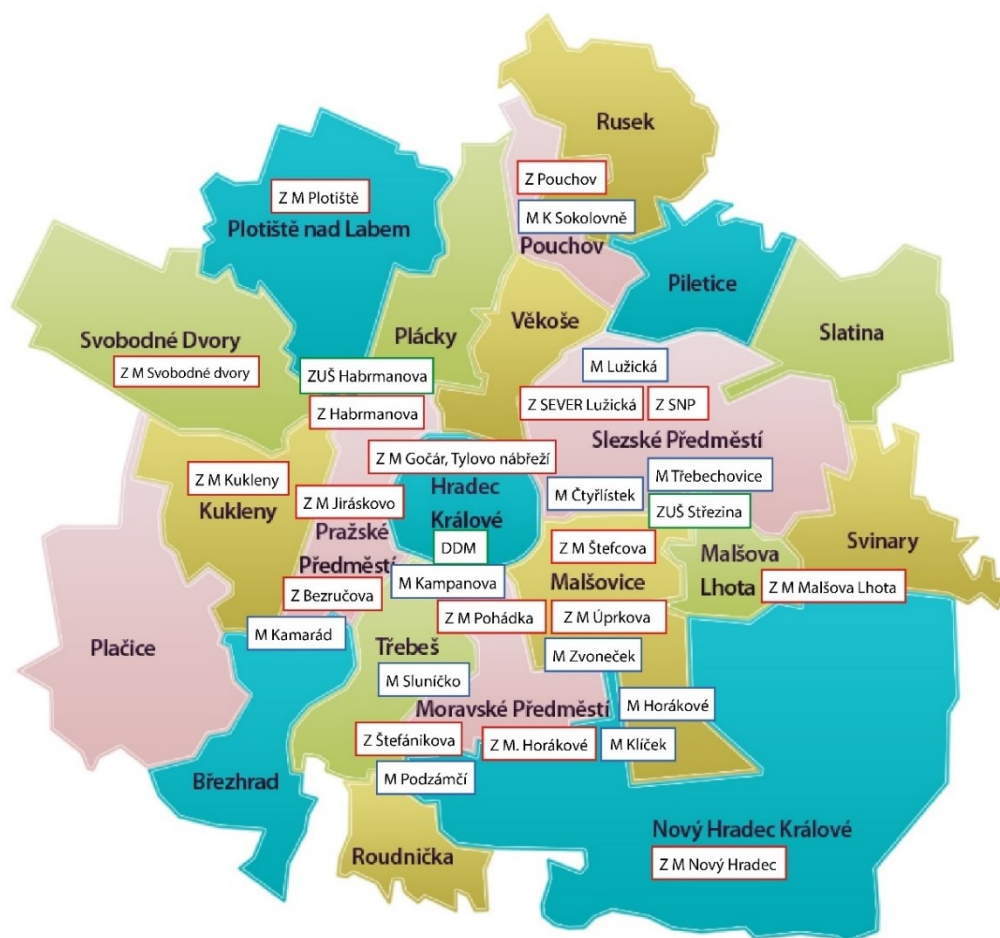 Rusek
Z Pouchov
Z M Plotiště
M K Sokolovně
Plotiště nad Labem
Pouchov
Piletice
Věkoše
Slatina
Plácky
Svobodné Dvory
M Lužická
Z M Svobodné dvory
ZUŠ Habrmanova
Z SEVER Lužická
Z SNP
Z Habrmanova
Slezské Předměstí
Z M Gočár, Tylovo nábřeží
Z M Kukleny
M Třebechovice
Hradec
Králové
M Čtyřlístek
Z M Jiráskovo
Kukleny
ZUŠ Střezina
Pražské
Předměstí
DDM
Z M Štefcova
Malšova
Lhota
Svinary
M Kampanova
Malšovice
Z M Malšova Lhota
Z Bezručova
Z M Pohádka
Z M Úprkova
M Kamarád
Třebeš
Plačice
M Zvoneček
M Sluníčko
Moravské Předměstí
M Horákové
Z Štefánikova
Z M. Horákové
M Klíček
Březhrad
M Podzámčí
Nový Hradec Králové
Roudnička
Z M Nový Hradec